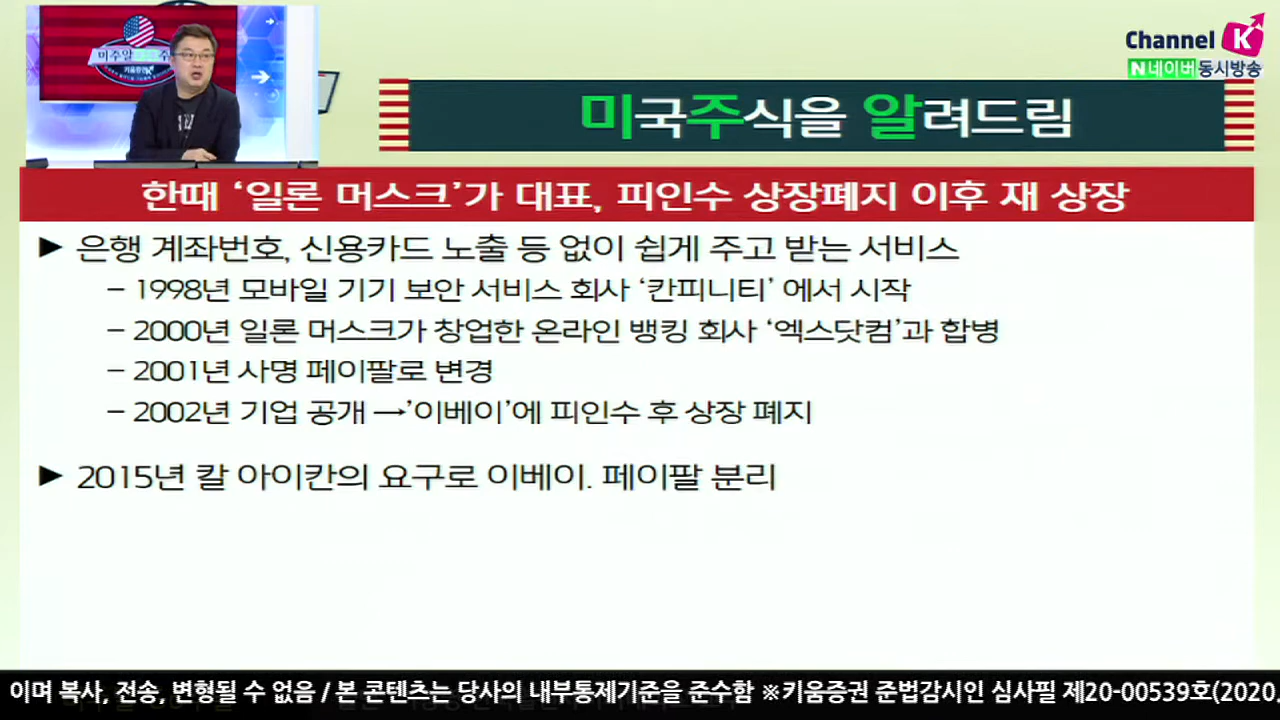 Channel K
N 네이버 동시방송
미국주식을 알려드림
한때 ‘일론 머스크’가 대표, 피인수 상장폐지 이후 재 상장
▶ 은행 계좌번호, 신용카드 노출 등 없이 쉽게 주고 받는 서비스
– 1998년 모바일 기기 보안 서비스 회사 ‘칸피니티’ 에서 시작
– 2000년 일론 머스크가 창업한 온라인 뱅킹 회사 ‘엑스닷컴’과 합병
– 2001년 사명 페이팔로 변경
– 2002년 기업 공개 →’이베이’에 피인수 후 상장 폐지
▶ 2015년 칼 아이칸의 요구로 이베이. 페이팔 분리
이며 복사, 전송, 변형될 수 없음 / 본 콘텐츠는 당사의 내부통제기준을 준수함 ※키움증권 준법감시인 심사필 제20-00539호(2020.